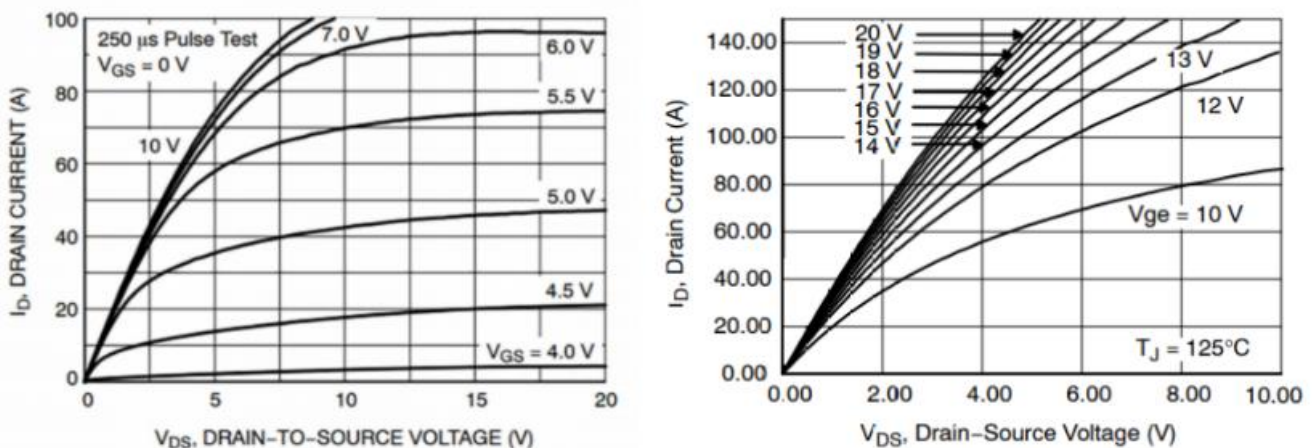 100
80
60
40
20
0
I_D, DRAIN CURRENT (A)
250 µs Pulse Test
V_GS = 0 V
7.0 V
6.0 V
5.5 V
10 V
5.0 V
4.5 V
V_GS = 4.0 V
0 5 10 15 20
V_DS, DRAIN−TO−SOURCE VOLTAGE (V)
140.00
120.00
100.00
80.00
60.00
40.00
20.00
0.00
I_D, Drain Current (A)
20 V
19 V
18 V
17 V
16 V
15 V
14 V
13 V
12 V
Vge = 10 V
T_J = 125°C
0.00 2.00 4.00 6.00 8.00 10.00
V_DS, Drain−Source Voltage (V)